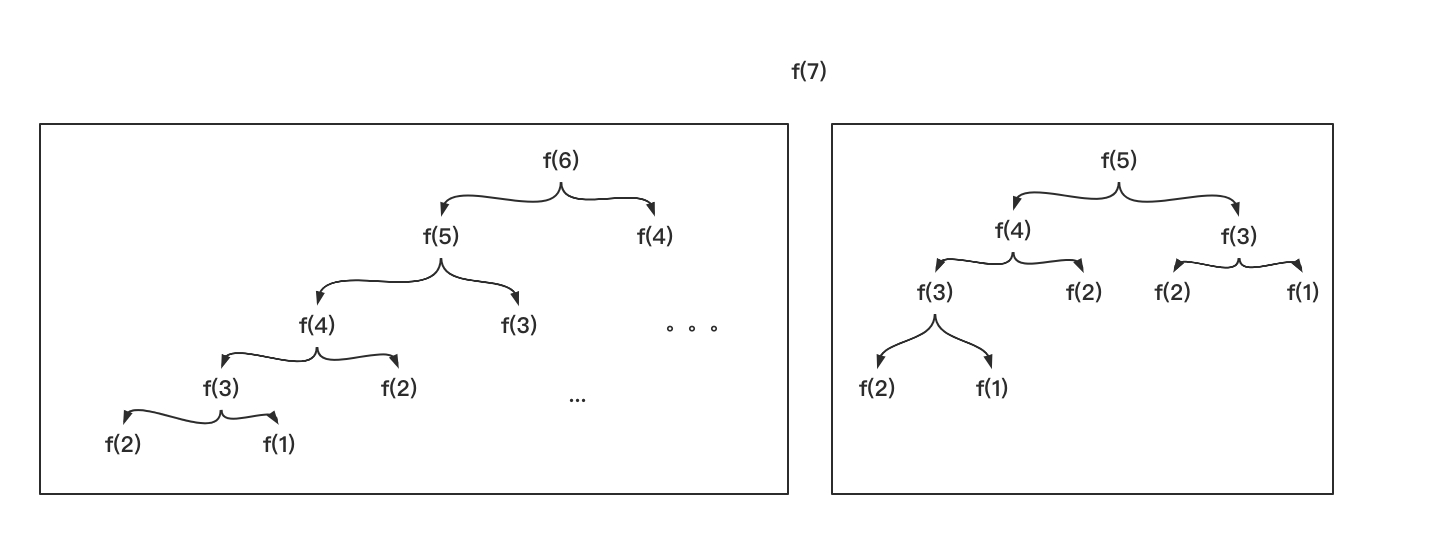 f(7)
f(6)
f(5) f(4)
f(4) f(3) 。。。
f(3) f(2) ...
f(2) f(1)
f(5)
f(4) f(3)
f(3) f(2) f(2) f(1)
f(2) f(1)